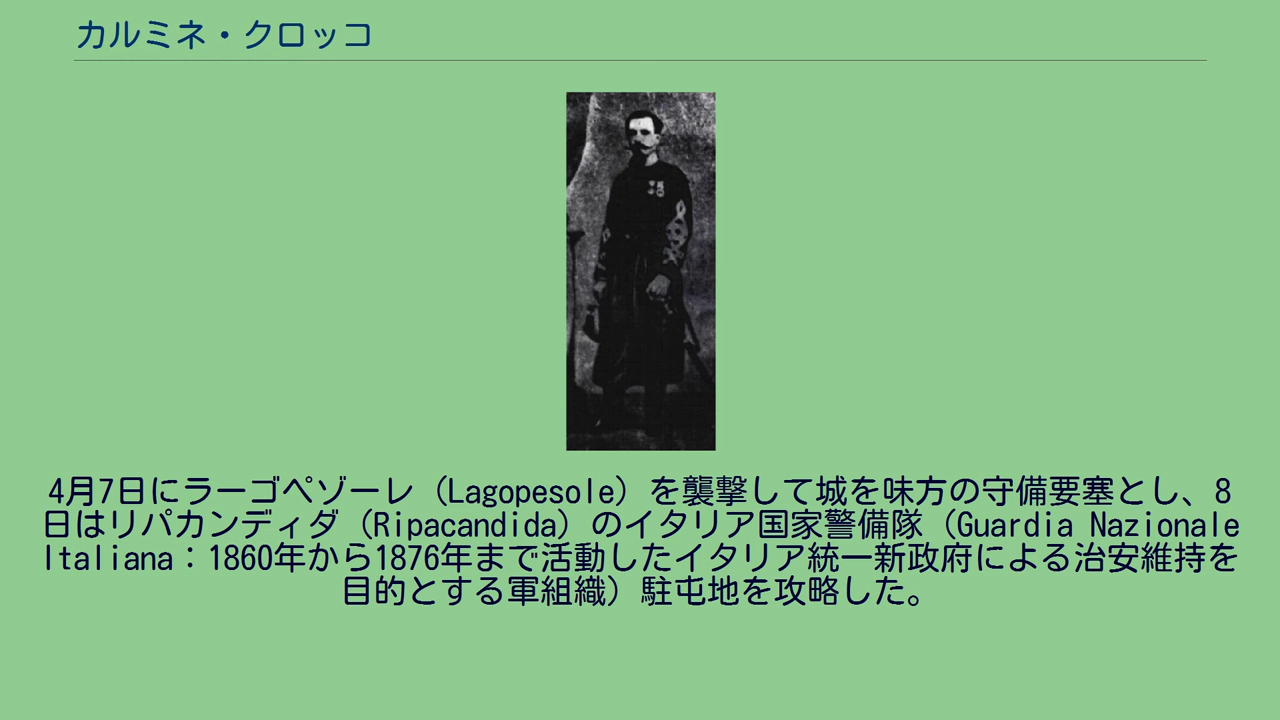 カルミネ・クロッコ
4月7日にラーゴペゾーレ（Lagopesole）を襲撃して城を味方の守備要塞とし、8
日はリパカンディダ（Ripacandida）のイタリア国家警備隊（Guardia Nazionale
Italiana：1860年から1876年まで活動したイタリア統一新政府による治安維持を
目的とする軍組織）駐屯地を攻略した。